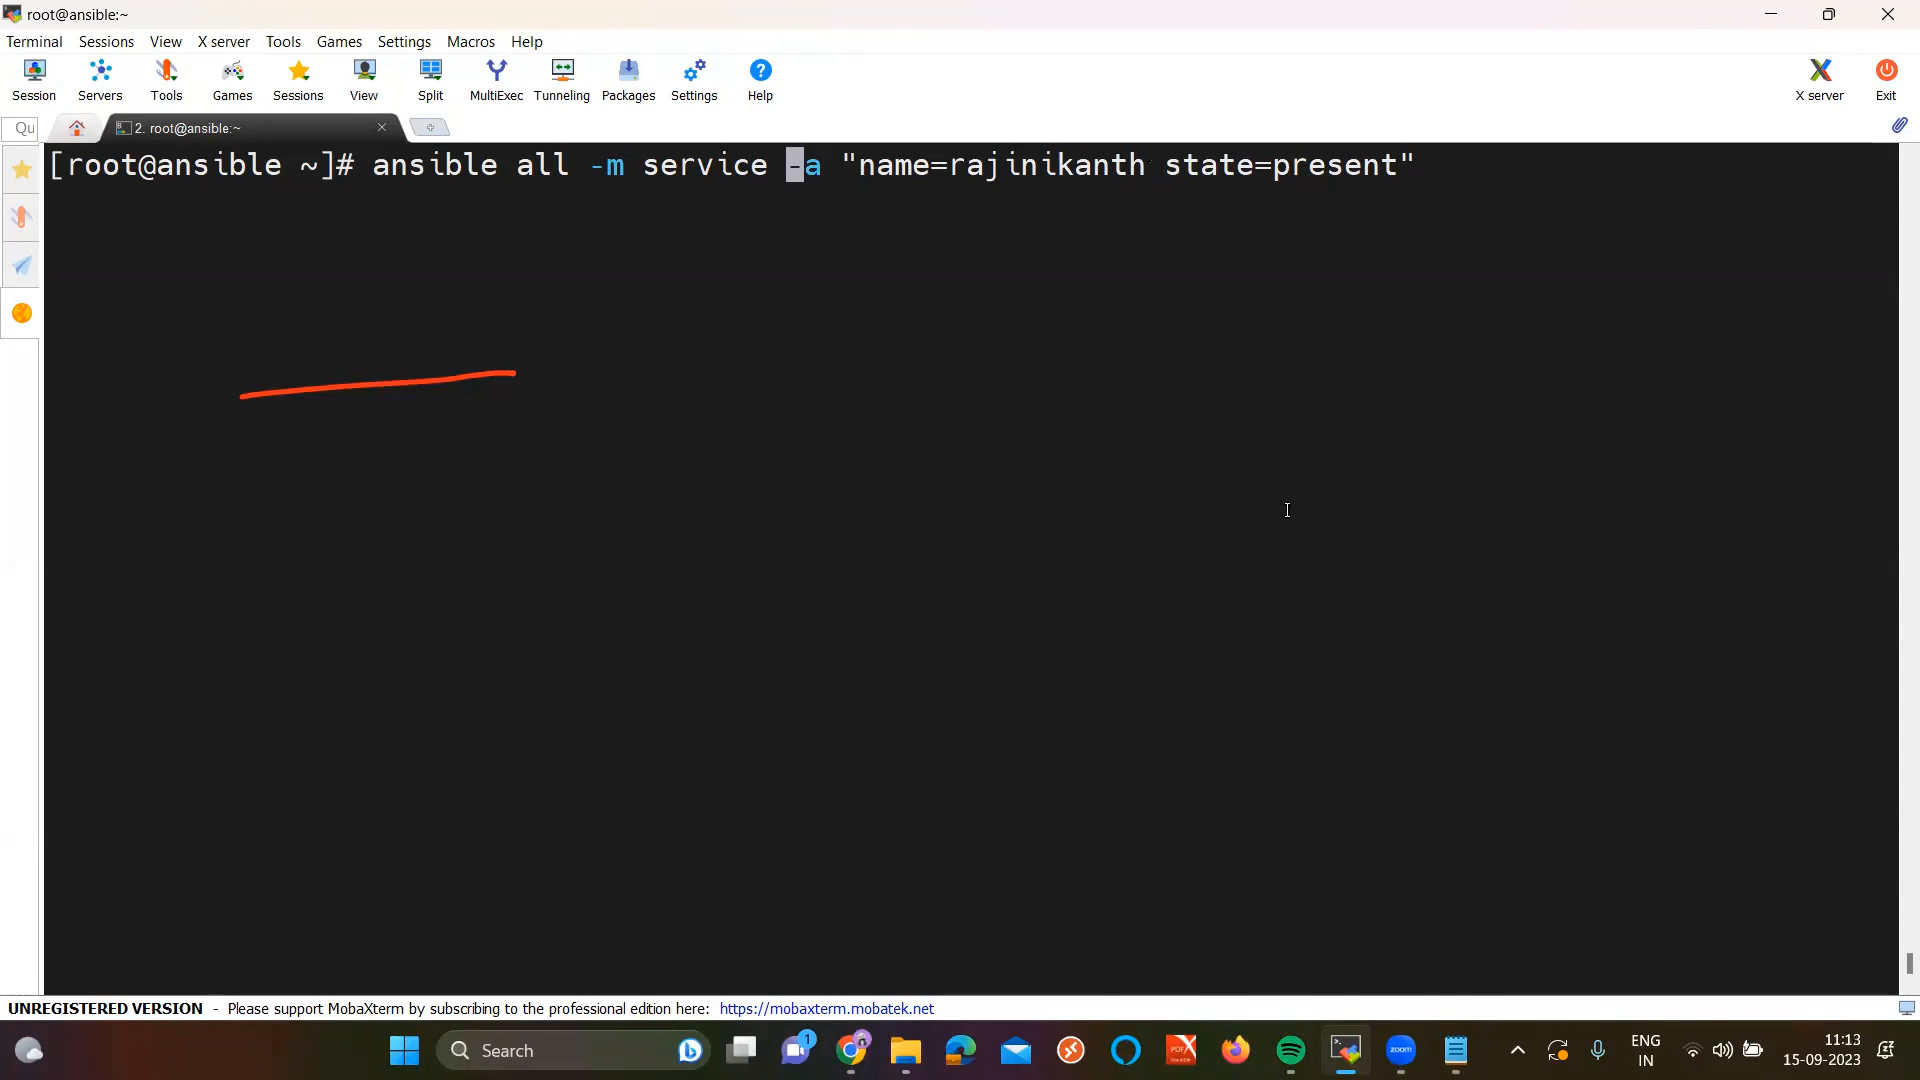 root@ansible:~
Terminal Sessions View X server Tools Games Settings Macros Help
Session Servers Tools Games Sessions View Split MultiExec Tunneling Packages Settings Help X server Exit
Qu 2. root@ansible:~
[root@ansible ~]# ansible all -m service -a "name=rajinikanth state=present"
UNREGISTERED VERSION - Please support MobaXterm by subscribing to the professional edition here: https://mobaxterm.mobatek.net
Search 1 zoom ENG 11:13
IN 15-09-2023